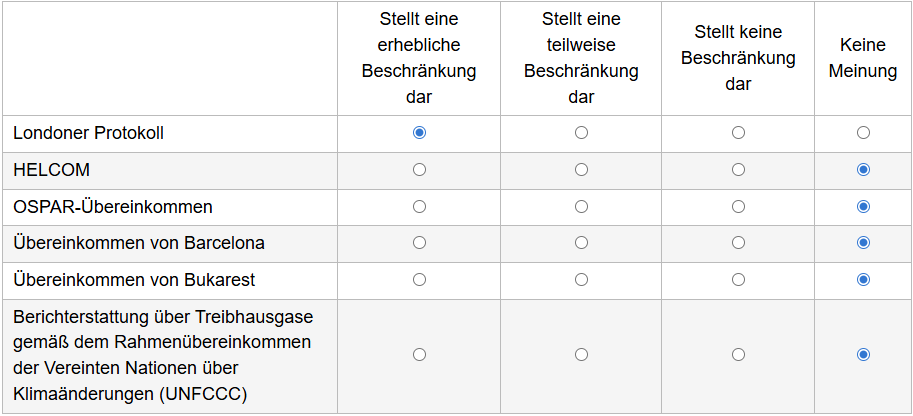 Stellt eine
erhebliche
Beschränkung
dar
Stellt eine
teilweise
Beschränkung
dar
Stellt keine
Beschränkung
dar
Keine
Meinung
Londoner Protokoll
HELCOM
OSPAR-Übereinkommen
Übereinkommen von Barcelona
Übereinkommen von Bukarest
Berichterstattung über Treibhausgase
gemäß dem Rahmenübereinkommen
der Vereinten Nationen über
Klimaänderungen (UNFCCC)